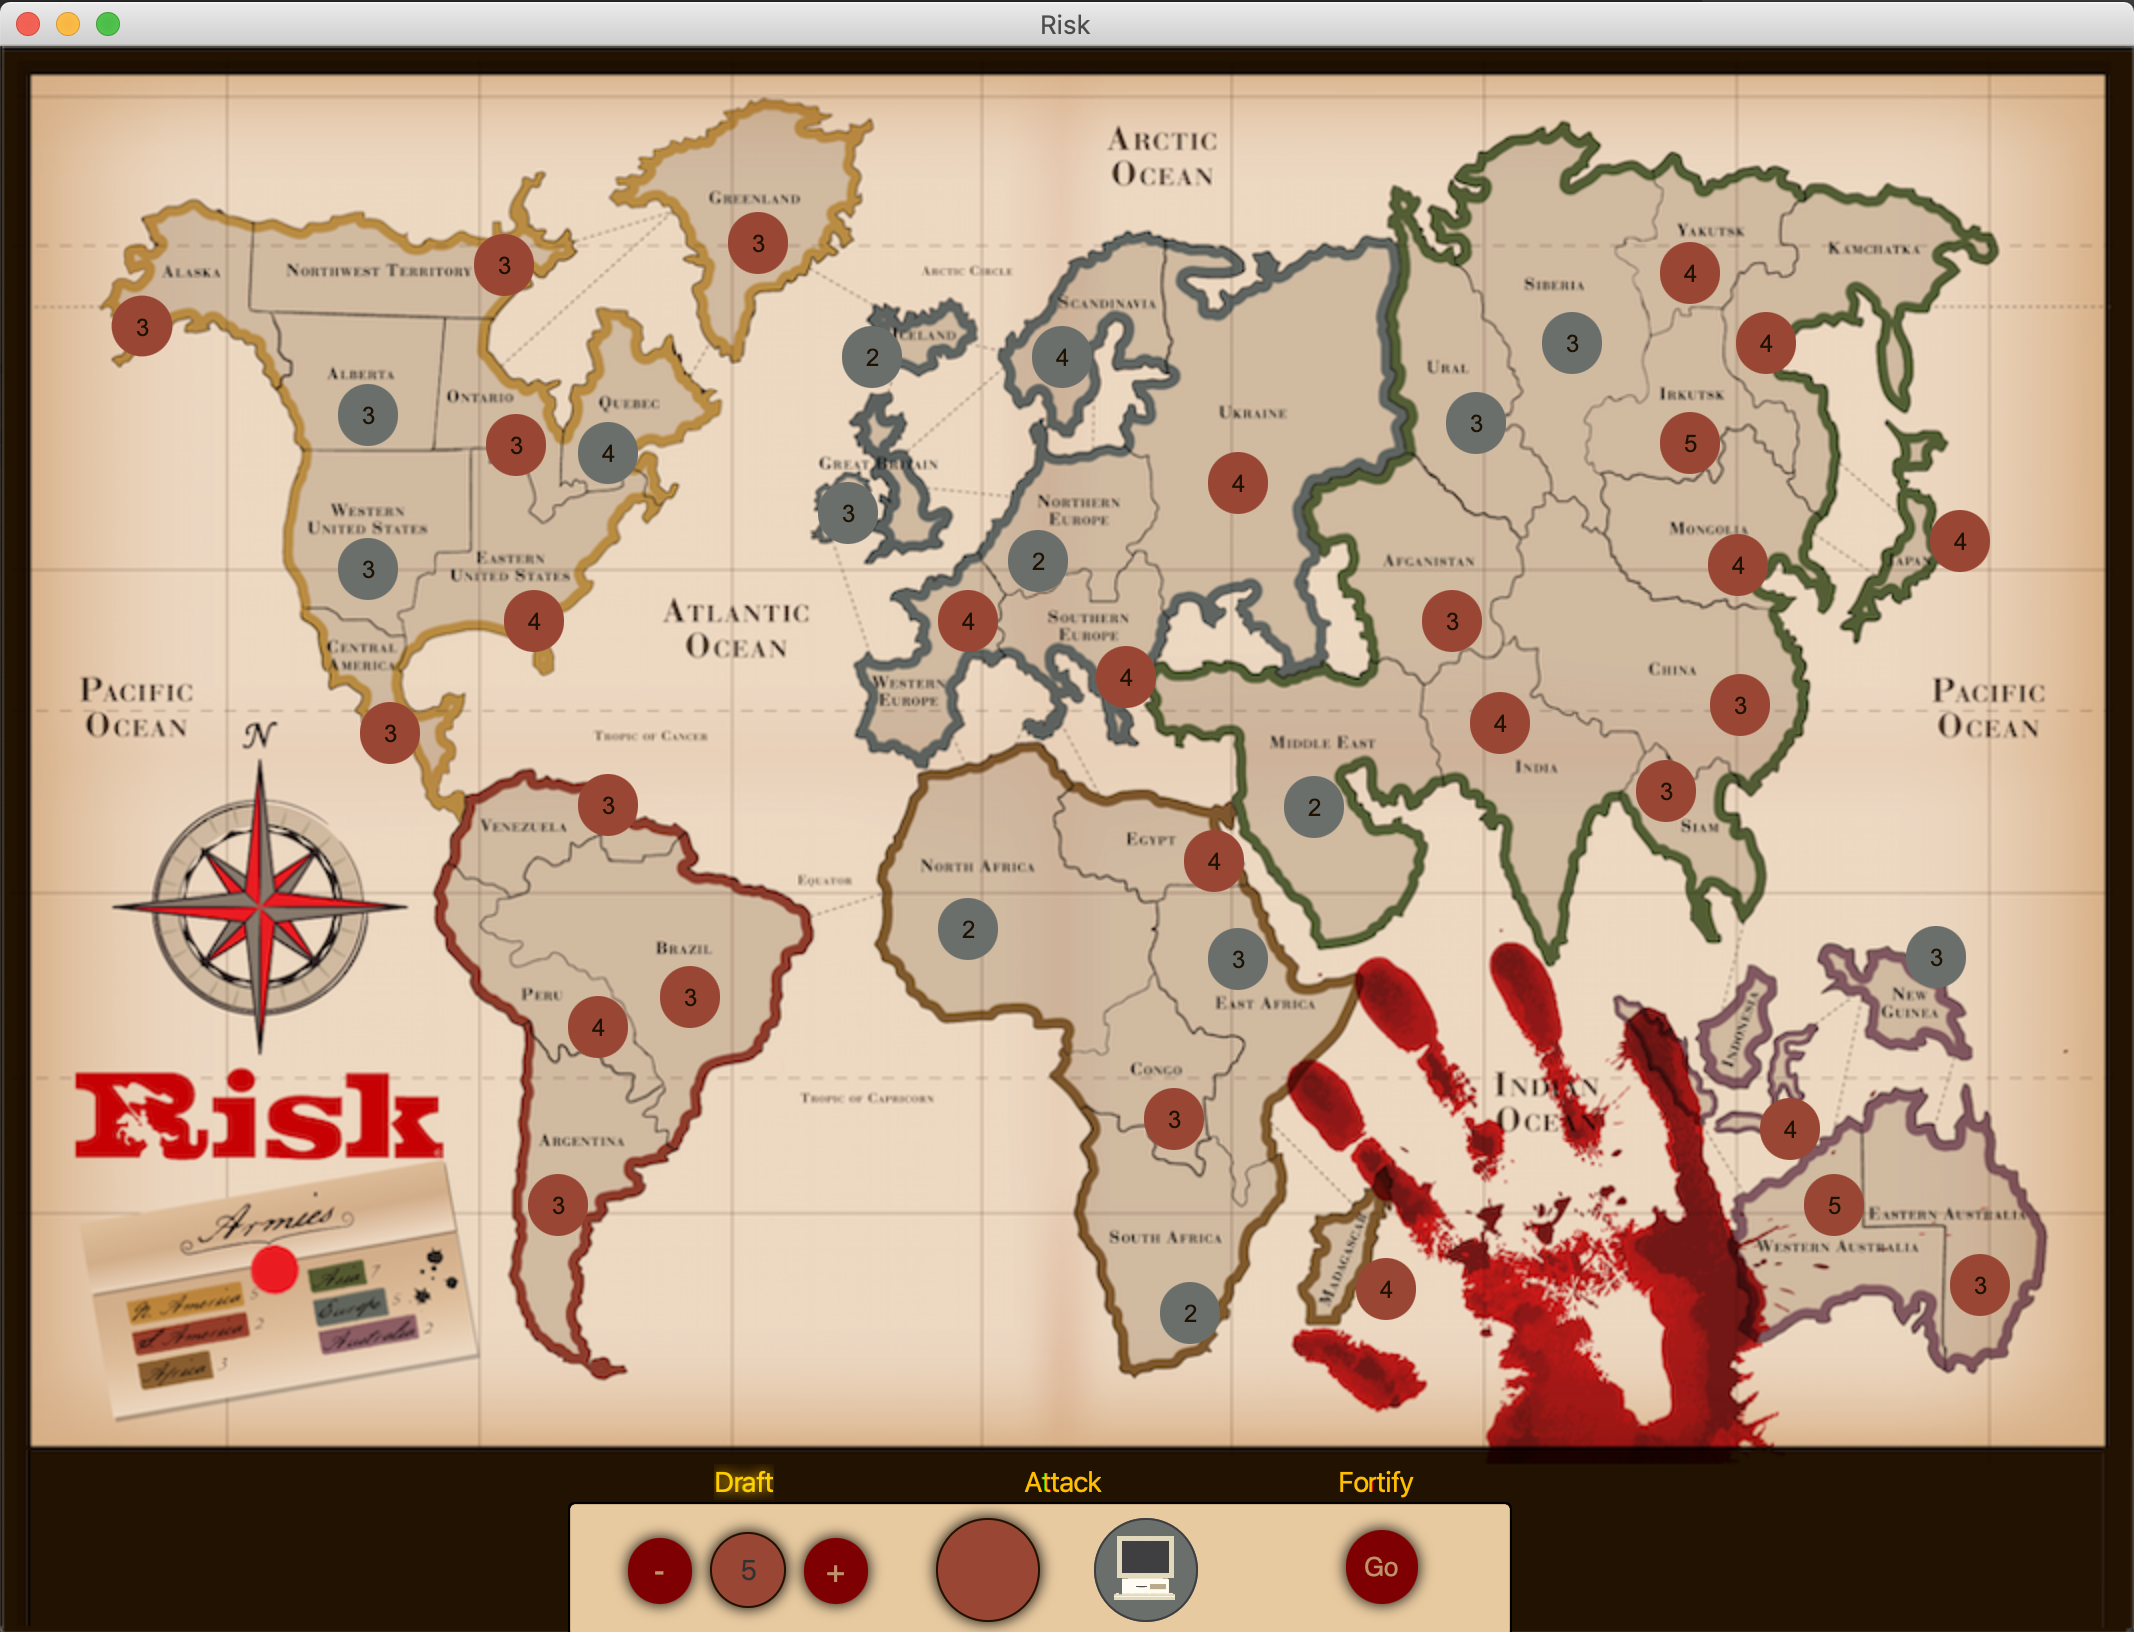 Risk
ARCTIC
OCEAN
GREENLAND
3
YAKUTSK
4
KAMCHATKA
ALASKA
NORTHWEST TERRITORY
3
3
ARCTIC CIRCLE
SIBERIA
3
4
SCANDINAVIA
4
ICELAND
2
ALBERTA
3
ONTARIO
3
QUEBEC
4
UKRAINE
4
URAL
3
IRKUTSK
5
GREAT BRITAIN
3
NORTHERN
EUROPE
2
WESTERN
UNITED STATES
3
EASTERN
UNITED STATES
4
AFGANISTAN
3
MONGOLIA
4
JAPAN
4
ATLANTIC
OCEAN
4
SOUTHERN
EUROPE
4
CENTRAL
AMERICA
3
WESTERN
EUROPE
CHINA
3
PACIFIC
OCEAN
PACIFIC
OCEAN
N
TROPIC OF CANCER
MIDDLE EAST
2
4
INDIA
3
SIAM
3
VENEZUELA
EGYPT
4
NORTH AFRICA
2
EQUATOR
BRAZIL
3
3
EAST AFRICA
3
NEW
GUINEA
INDONESIA
PERU
4
CONGO
3
INDIAN
OCEAN
TROPIC OF CAPRICORN
Risk
4
ARGENTINA
3
5
EASTERN AUSTRALIA
WESTERN AUSTRALIA
3
SOUTH AFRICA
2
MADAGASCAR
4
Armies
N. America 5
S America 2
Africa 3
Asia 7
Europe 5
Australia 2
Draft
Attack
Fortify
-
5
+
Go